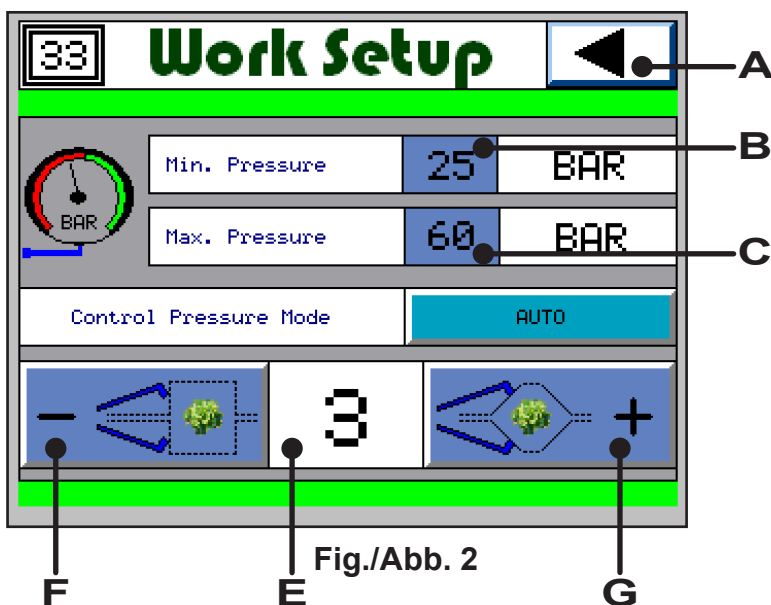 33 Work Setup
A
B
Min. Pressure 25 BAR
BAR
Max. Pressure 60 BAR
C
Control Pressure Mode AUTO
- 3 +
Fig./Abb. 2
F E G